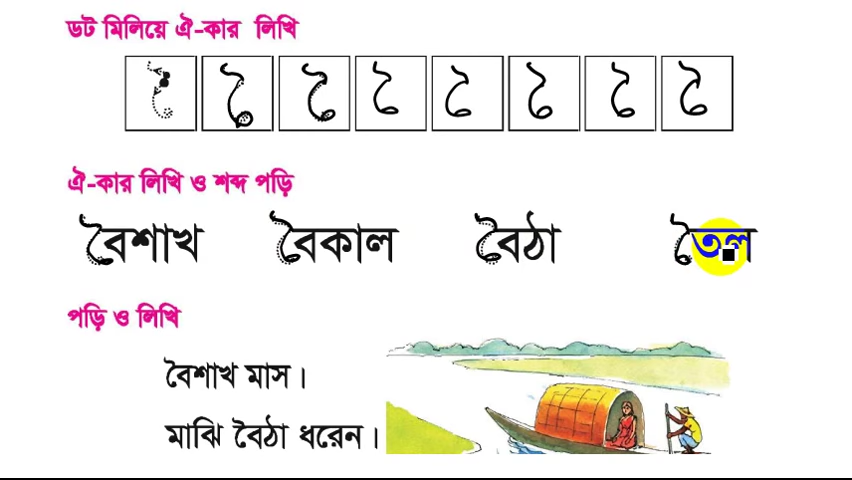 ডট মিলিয়ে ঐ-কার লিখি
ৈ ৈ ৈ ৈ ৈ ৈ ৈ ৈ
ঐ-কার লিখি ও শব্দ পড়ি
বৈশাখ বৈকাল বৈঠা তৈল
পড়ি ও লিখি
বৈশাখ মাস।
মাঝি বৈঠা ধরেন।